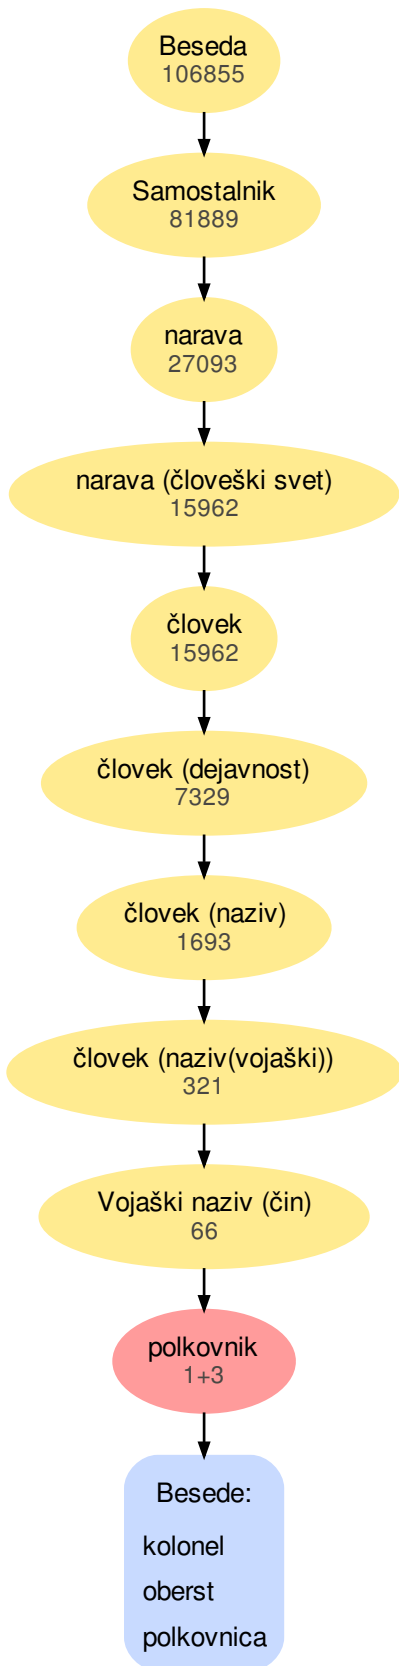 Beseda
106855
Samostalnik
81889
narava
27093
narava (človeški svet)
15962
človek
15962
človek (dejavnost)
7329
človek (naziv)
1693
človek (naziv(vojaški))
321
Vojaški naziv (čin)
66
polkovnik
1+3
Besede:
kolonel
oberst
polkovnica